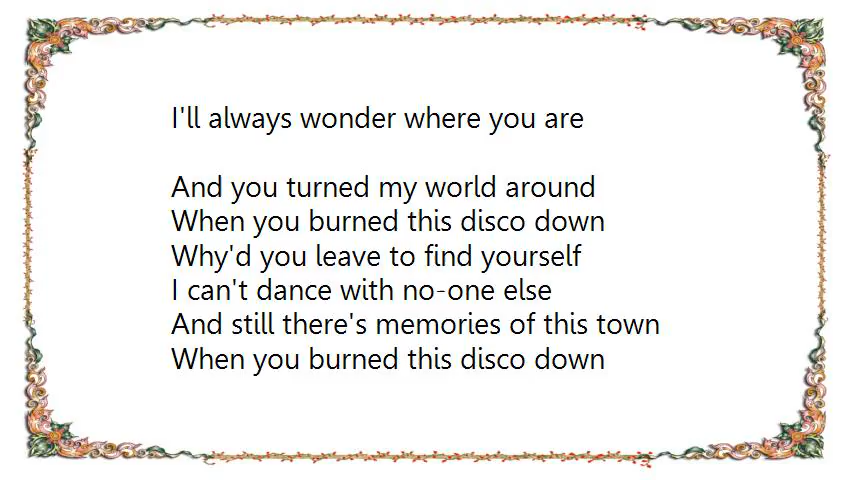 I'll always wonder where you are
And you turned my world around
When you burned this disco down
Why'd you leave to find yourself
I can't dance with no-one else
And still there's memories of this town
When you burned this disco down